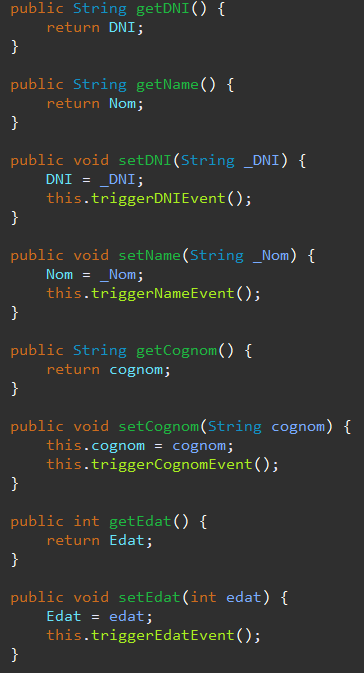 public String getDNI() {
    return DNI;
}

public String getName() {
    return Nom;
}

public void setDNI(String _DNI) {
    DNI = _DNI;
    this.triggerDNIEvent();
}

public void setName(String _Nom) {
    Nom = _Nom;
    this.triggerNameEvent();
}

public String getCognom() {
    return cognom;
}

public void setCognom(String cognom) {
    this.cognom = cognom;
    this.triggerCognomEvent();
}

public int getEdat() {
    return Edat;
}

public void setEdat(int edat) {
    Edat = edat;
    this.triggerEdatEvent();
}